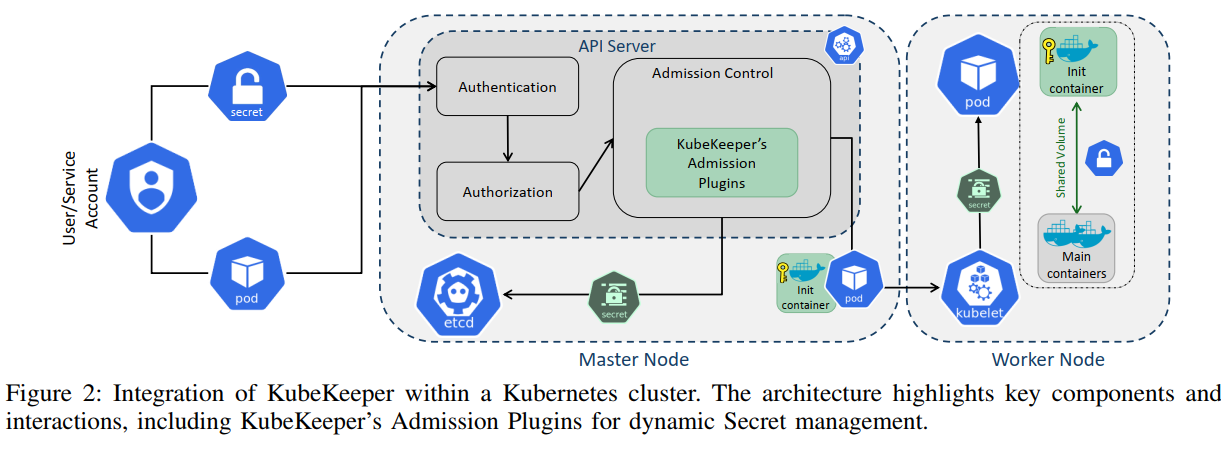 User/Service
Account
secret
pod
API Server
api
Authentication
Authorization
Admission Control
KubeKeeper's
Admission
Plugins
etcd
secret
Init
container
pod
Master Node
pod
secret
kubelet
Init
container
Shared Volume
Main
containers
Worker Node
Figure 2: Integration of KubeKeeper within a Kubernetes cluster. The architecture highlights key components and
interactions, including KubeKeeper's Admission Plugins for dynamic Secret management.